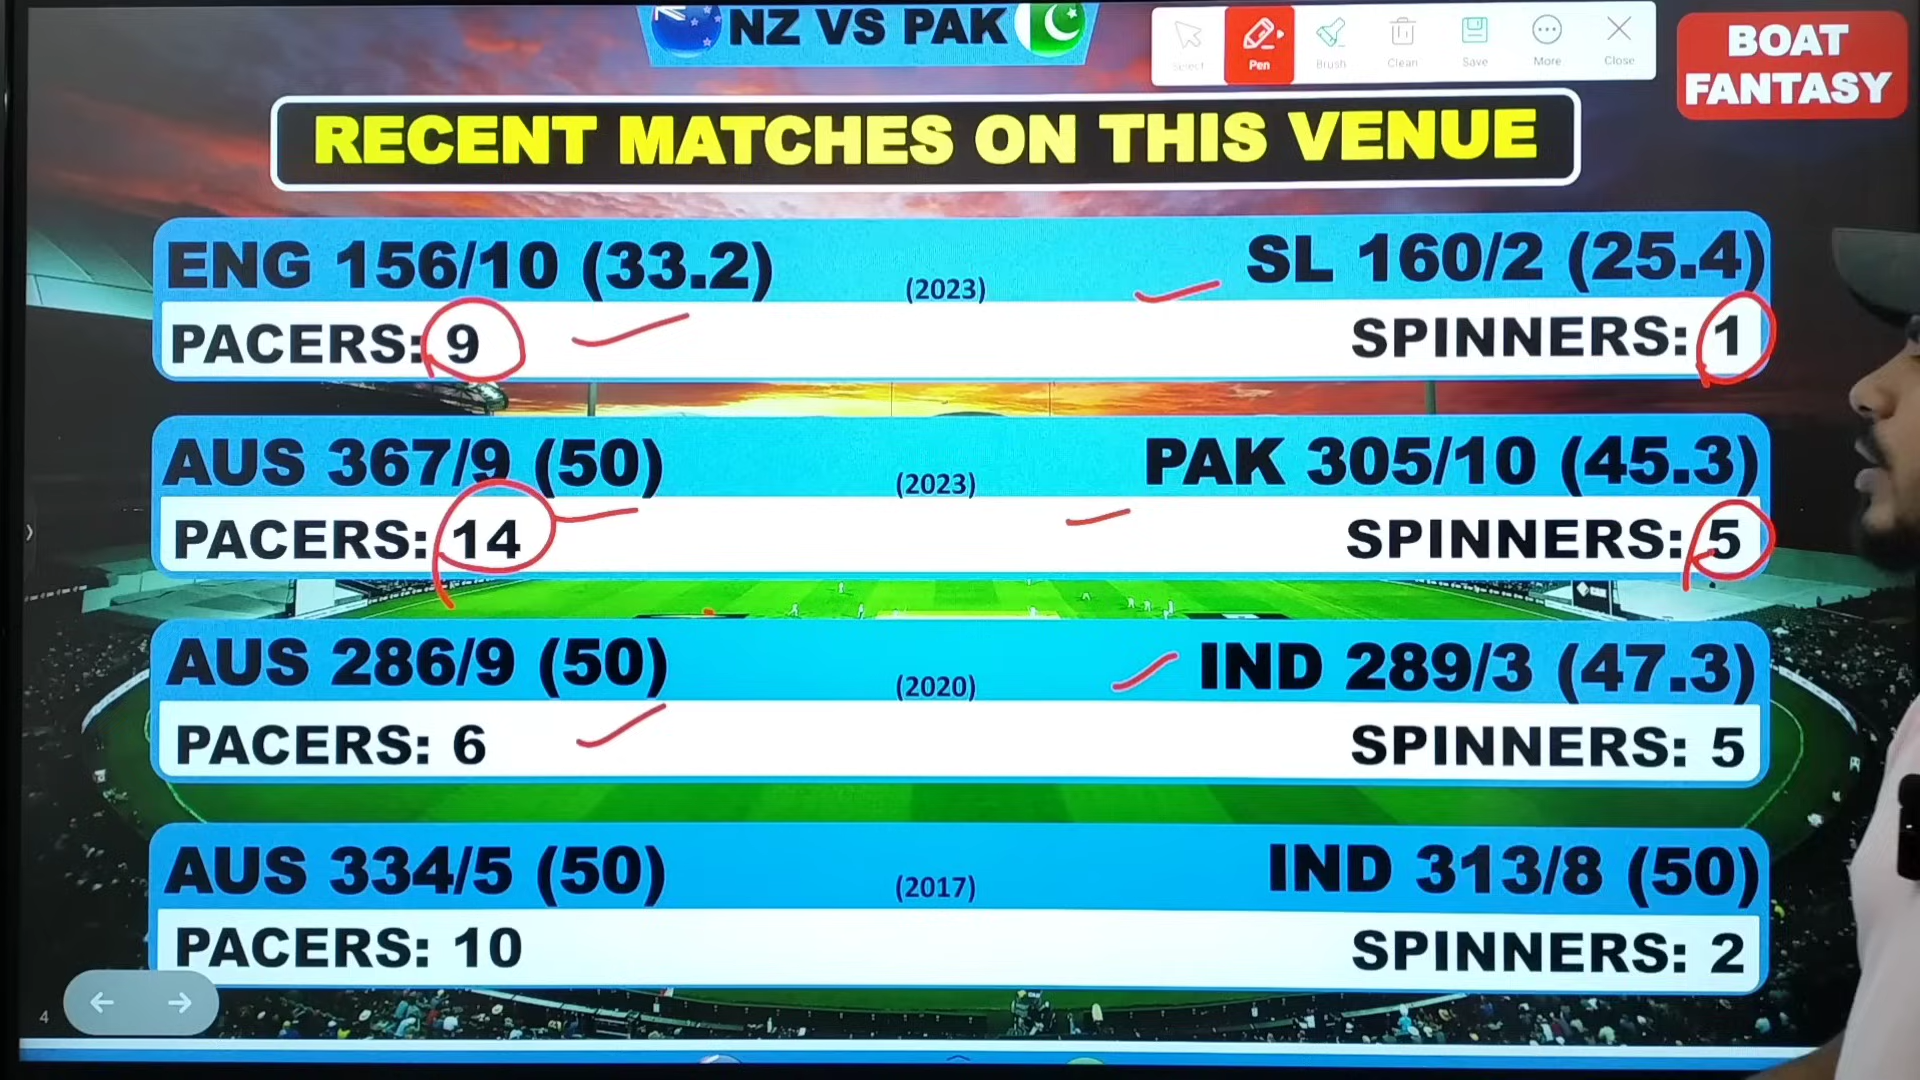 NZ VS PAK
Select Pen Brush Clean Save More Close
BOAT
FANTASY
RECENT MATCHES ON THIS VENUE
ENG 156/10 (33.2) (2023) SL 160/2 (25.4)
PACERS: 9 SPINNERS: 1
AUS 367/9 (50) (2023) PAK 305/10 (45.3)
PACERS: 14 SPINNERS: 5
AUS 286/9 (50) (2020) IND 289/3 (47.3)
PACERS: 6 SPINNERS: 5
AUS 334/5 (50) (2017) IND 313/8 (50)
PACERS: 10 SPINNERS: 2
4